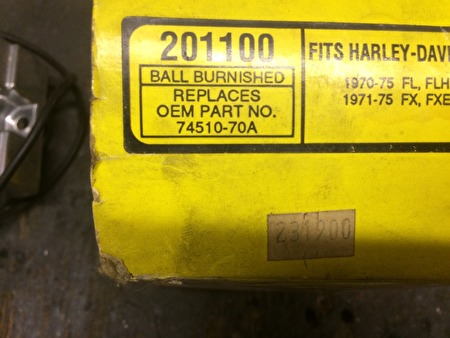 201100
BALL BURNISHED
REPLACES
OEM PART NO.
74510-70A
FITS HARLEY-DAV
1970-75 FL, FLH
1971-75 FX, FXE
231200